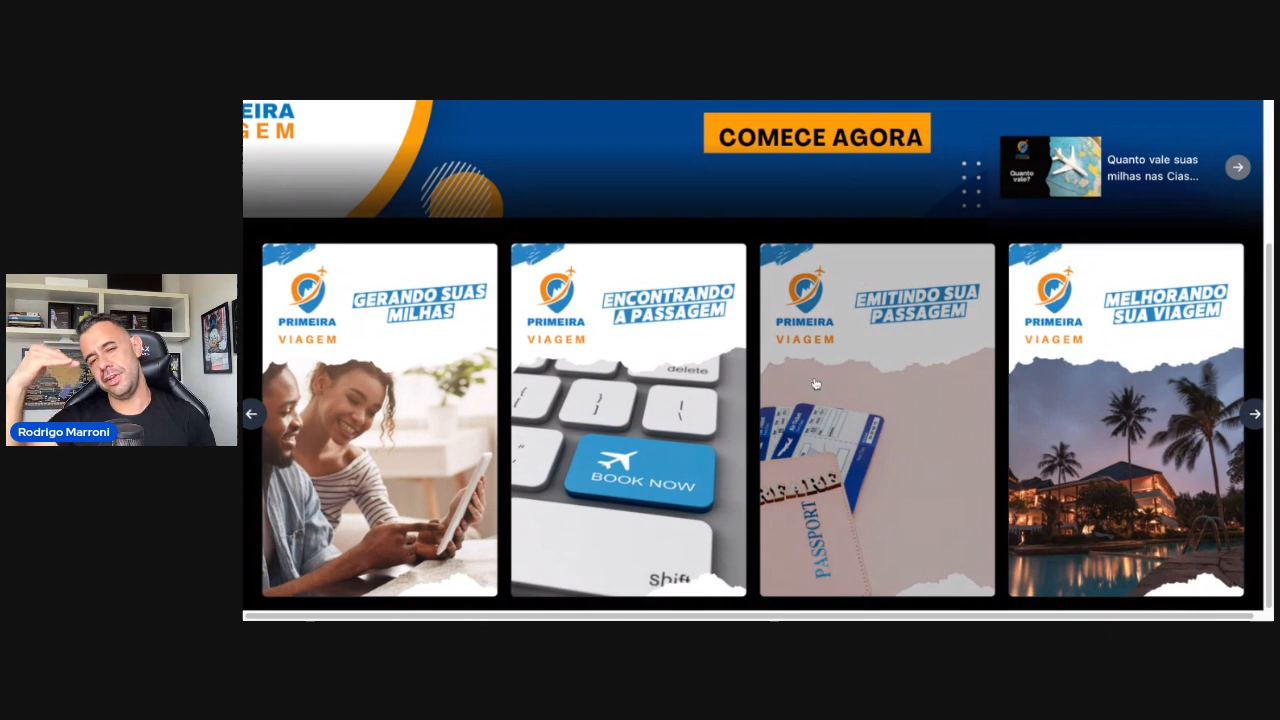 EIRA
GEM
COMECE AGORA
Quanto
vale?
Quanto vale suas
milhas nas Cias...
PRIMEIRA
VIAGEM
GERANDO SUAS
MILHAS
PRIMEIRA
VIAGEM
ENCONTRANDO
A PASSAGEM
delete
BOOK NOW
Shift
PRIMEIRA
VIAGEM
EMITINDO SUA
PASSAGEM
PASSPORT
PRIMEIRA
VIAGEM
MELHORANDO
SUA VIAGEM
Rodrigo Marroni